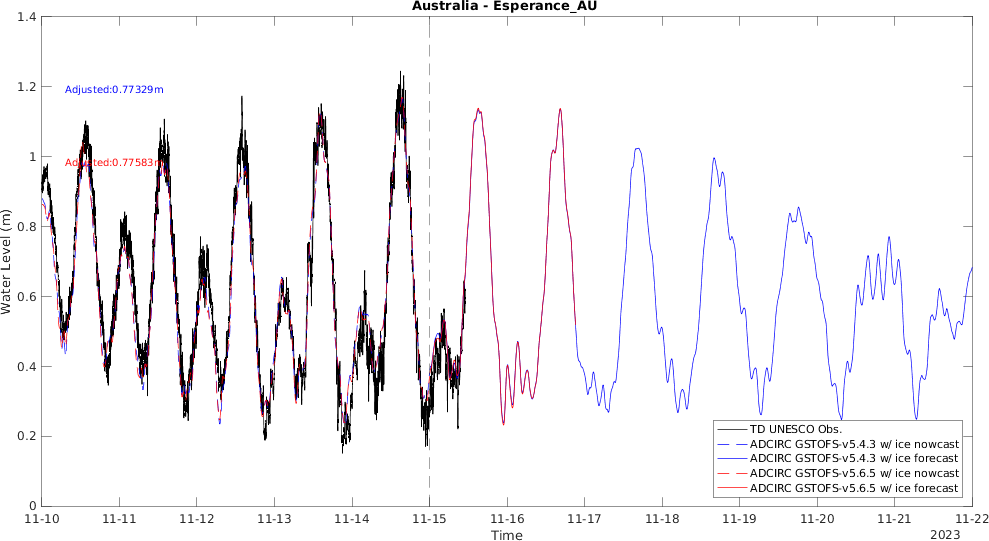 Australia - Esperance_AU
1.4
1.2
1
0.8
0.6
0.4
0.2
0
Water Level (m)
Adjusted:0.77329m
Adjusted:0.77583m
TD UNESCO Obs.
ADCIRC GSTOFS-v5.4.3 w/ ice nowcast
ADCIRC GSTOFS-v5.4.3 w/ ice forecast
ADCIRC GSTOFS-v5.6.5 w/ ice nowcast
ADCIRC GSTOFS-v5.6.5 w/ ice forecast
11-10 11-11 11-12 11-13 11-14 11-15 11-16 11-17 11-18 11-19 11-20 11-21 11-22
Time
2023